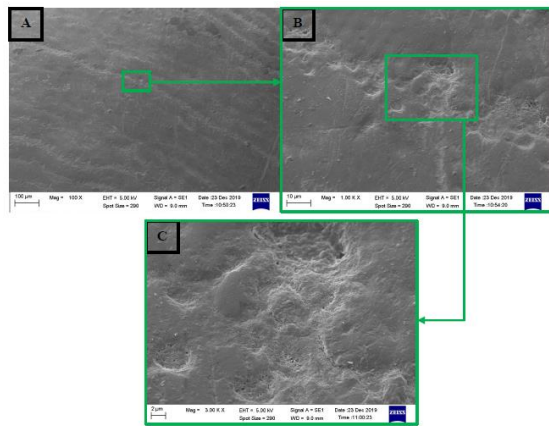 A
100 µm Mag = 100 X EHT = 5.00 kV Signal A = SE1 Date :23 Dec 2019
Spot Size = 290 WD = 9.0 mm Time :10:50:23
ZEISS
B
10 µm Mag = 1.00 K X EHT = 5.00 kV Signal A = SE1 Date :23 Dec 2019
Spot Size = 290 WD = 9.0 mm Time :10:54:20
ZEISS
C
2 µm Mag = 3.00 K X EHT = 5.00 kV Signal A = SE1 Date :23 Dec 2019
Spot Size = 290 WD = 9.0 mm Time :11:00:23
ZEISS